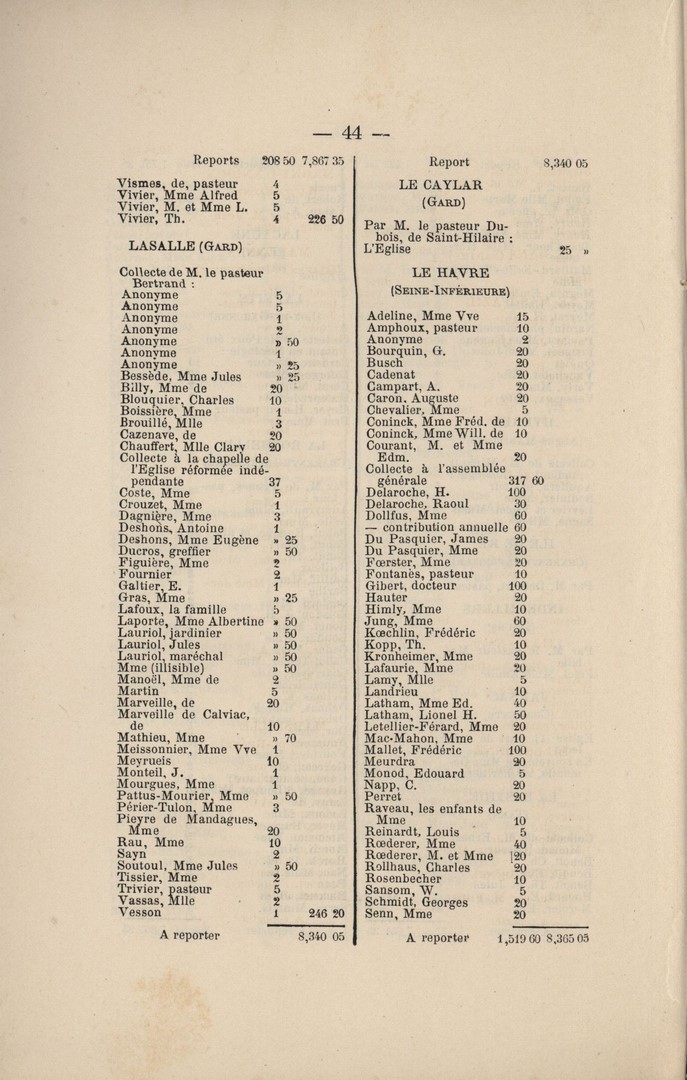 — 44 —
Reports 208 50 7,867 35
Vismes, de, pasteur 4
Vivier, Mme Alfred 5
Vivier, M. et Mme L. 5
Vivier, Th. 4 226 50
LASALLE (GARD)
Collecte de M. le pasteur
Bertrand :
Anonyme 5
Anonyme 5
Anonyme 1
Anonyme 2
Anonyme » 50
Anonyme 1
Anonyme » 25
Bessède, Mme Jules » 25
Billy, Mme de 20
Blouquier, Charles 10
Boissière, Mme 1
Brouillé, Mlle 3
Cazenave, de 20
Chauffert, Mlle Clary 20
Collecte à la chapelle de
l'Eglise réformée indé-
pendante 37
Coste, Mme 5
Crouzet, Mme 1
Dagnière, Mme 3
Deshons, Antoine 1
Deshons, Mme Eugène » 25
Ducros, greffier » 50
Figuière, Mme 2
Fournier 2
Galtier, E. 1
Gras, Mme » 25
Lafoux, la famille 5
Laporte, Mme Albertine » 50
Lauriol, jardinier » 50
Lauriol, Jules » 50
Lauriol, maréchal » 50
Mme (illisible) » 50
Manoël, Mme de 2
Martin 5
Marveille, de 20
Marveille de Calviac,
de 10
Mathieu, Mme » 70
Meissonnier, Mme Vve 1
Meyrueis 10
Monteil, J. 1
Mourgues, Mme 1
Pattus-Mourier, Mme » 50
Périer-Tulon, Mme 3
Pieyre de Mandagues,
Mme 20
Rau, Mme 10
Sayn 2
Soutoul, Mme Jules » 50
Tissier, Mme 2
Trivier, pasteur 5
Vassas, Mlle 2
Vesson 1 246 20
A reporter 8,340 05
Report 8,340 05
LE CAYLAR
(GARD)
Par M. le pasteur Du-
bois, de Saint-Hilaire :
L'Eglise 25 »
LE HAVRE
(SEINE-INFÉRIEURE)
Adeline, Mme Vve 15
Amphoux, pasteur 10
Anonyme 2
Bourquin, G. 20
Busch 20
Cadenat 20
Campart, A. 20
Caron, Auguste 20
Chevalier, Mme 5
Coninck, Mme Fréd. de 10
Coninck, Mme Will. de 10
Courant, M. et Mme
Edm. 20
Collecte à l'assemblée
générale 317 60
Delaroche, H. 100
Delaroche, Raoul 30
Dollfus, Mme 60
— contribution annuelle 60
Du Pasquier, James 20
Du Pasquier, Mme 20
Fœrster, Mme 20
Fontanès, pasteur 10
Gibert, docteur 100
Hauter 20
Himly, Mme 10
Jung, Mme 60
Kœchlin, Frédéric 20
Kopp, Th. 10
Kronheimer, Mme 20
Lafaurie, Mme 20
Lamy, Mlle 5
Landrieu 10
Latham, Mme Ed. 40
Latham, Lionel H. 50
Letellier-Férard, Mme 20
Mac-Mahon, Mme 10
Mallet, Frédéric 100
Meurdra 20
Monod, Edouard 5
Napp, C. 20
Perret 20
Raveau, les enfants de
Mme 10
Reinardt, Louis 5
Rœderer, Mme 40
Rœderer, M. et Mme 20
Rollhaus, Charles 20
Rosenbecher 10
Sansom, W. 5
Schmidt, Georges 20
Senn, Mme 20
A reporter 1,519 60 8,365 05